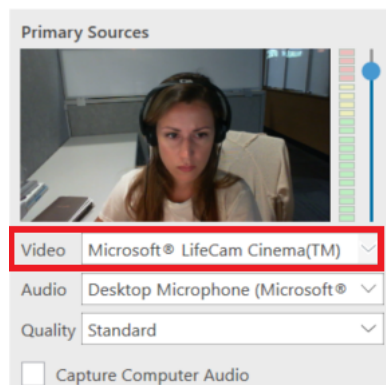 Primary Sources
Video Microsoft® LifeCam Cinema(TM)
Audio Desktop Microphone (Microsoft®
Quality Standard
Capture Computer Audio